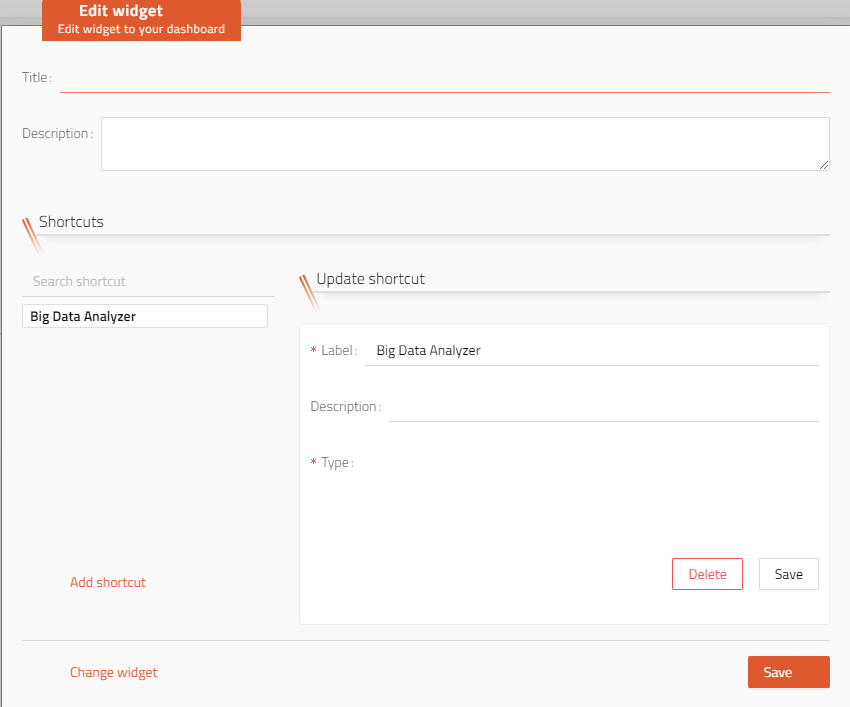 Edit widget
Edit widget to your dashboard
Title :
Description :
Shortcuts
Search shortcut
Big Data Analyzer
Update shortcut
* Label : Big Data Analyzer
Description :
* Type :
Delete Save
Add shortcut
Change widget Save